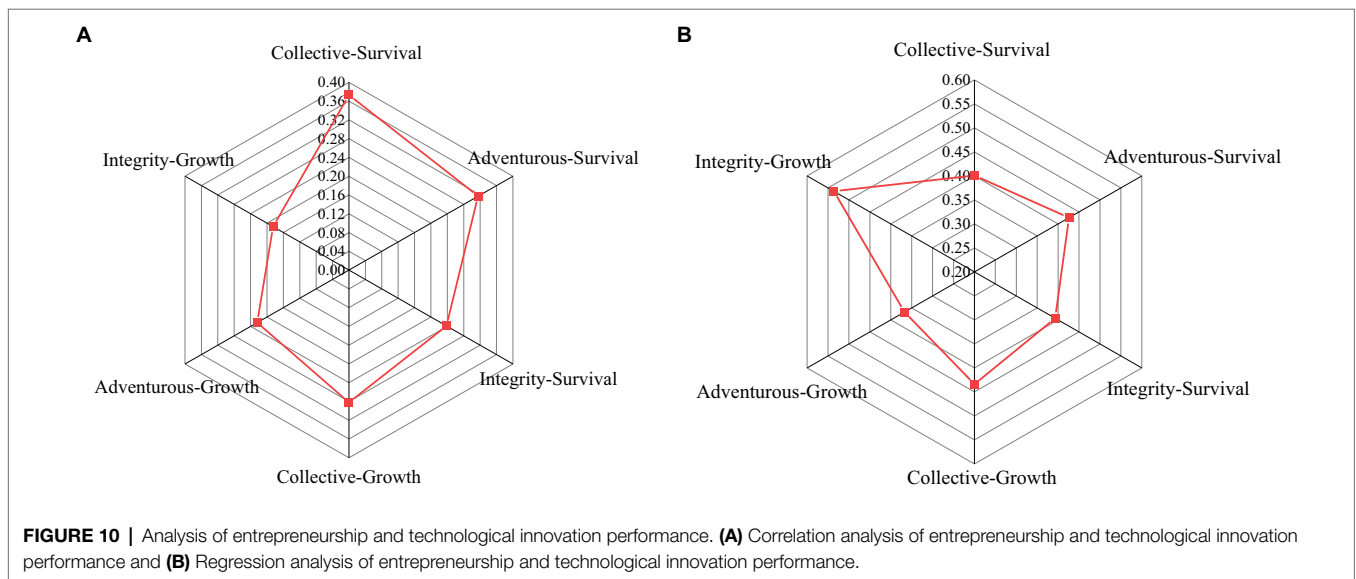 A
Collective-Survival
0.40
0.36
0.32
0.28
0.24
0.20
0.16
0.12
0.08
0.04
0.00
Adventurous-Survival
Integrity-Survival
Collective-Growth
Adventurous-Growth
Integrity-Growth
B
Collective-Survival
0.60
0.55
0.50
0.45
0.40
0.35
0.30
0.25
0.20
Adventurous-Survival
Integrity-Survival
Collective-Growth
Adventurous-Growth
Integrity-Growth
FIGURE 10 | Analysis of entrepreneurship and technological innovation performance. (A) Correlation analysis of entrepreneurship and technological innovation
performance and (B) Regression analysis of entrepreneurship and technological innovation performance.